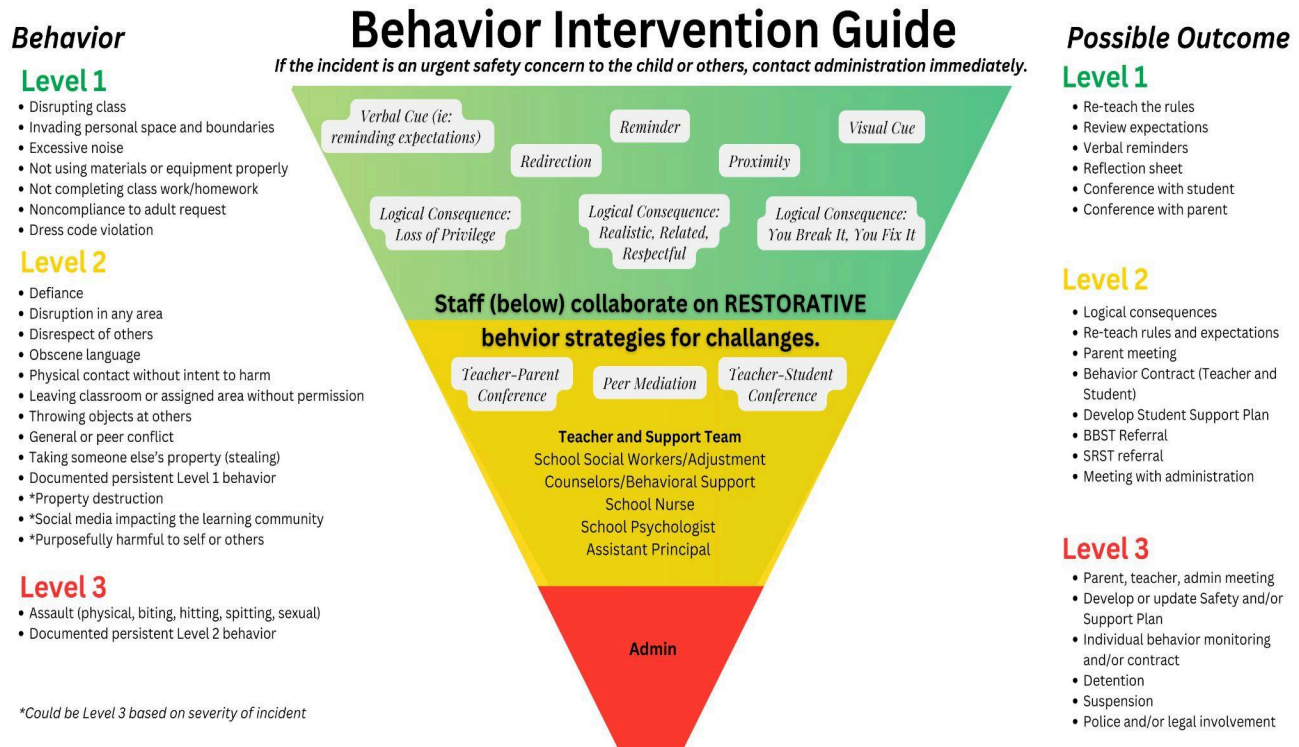 Behavior Intervention Guide
If the incident is an urgent safety concern to the child or others, contact administration immediately.
Behavior
Level 1
• Disrupting class
• Invading personal space and boundaries
• Excessive noise
• Not using materials or equipment properly
• Not completing class work/homework
• Noncompliance to adult request
• Dress code violation
Level 2
• Defiance
• Disruption in any area
• Disrespect of others
• Obscene language
• Physical contact without intent to harm
• Leaving classroom or assigned area without permission
• Throwing objects at others
• General or peer conflict
• Taking someone else's property (stealing)
• Documented persistent Level 1 behavior
• *Property destruction
• *Social media impacting the learning community
• *Purposefully harmful to self or others
Level 3
• Assault (physical, biting, hitting, spitting, sexual)
• Documented persistent Level 2 behavior
*Could be Level 3 based on severity of incident
Verbal Cue (ie:
reminding expectations)
Reminder
Visual Cue
Redirection
Proximity
Logical Consequence:
Loss of Privilege
Logical Consequence:
Realistic, Related,
Respectful
Logical Consequence:
You Break It, You Fix It
Staff (below) collaborate on RESTORATIVE
behvior strategies for challanges.
Teacher-Parent
Conference
Peer Mediation
Teacher-Student
Conference
Teacher and Support Team
School Social Workers/Adjustment
Counselors/Behavioral Support
School Nurse
School Psychologist
Assistant Principal
Admin
Possible Outcome
Level 1
• Re-teach the rules
• Review expectations
• Verbal reminders
• Reflection sheet
• Conference with student
• Conference with parent
Level 2
• Logical consequences
• Re-teach rules and expectations
• Parent meeting
• Behavior Contract (Teacher and
Student)
• Develop Student Support Plan
• BBST Referral
• SRST referral
• Meeting with administration
Level 3
• Parent, teacher, admin meeting
• Develop or update Safety and/or
Support Plan
• Individual behavior monitoring
and/or contract
• Detention
• Suspension
• Police and/or legal involvement